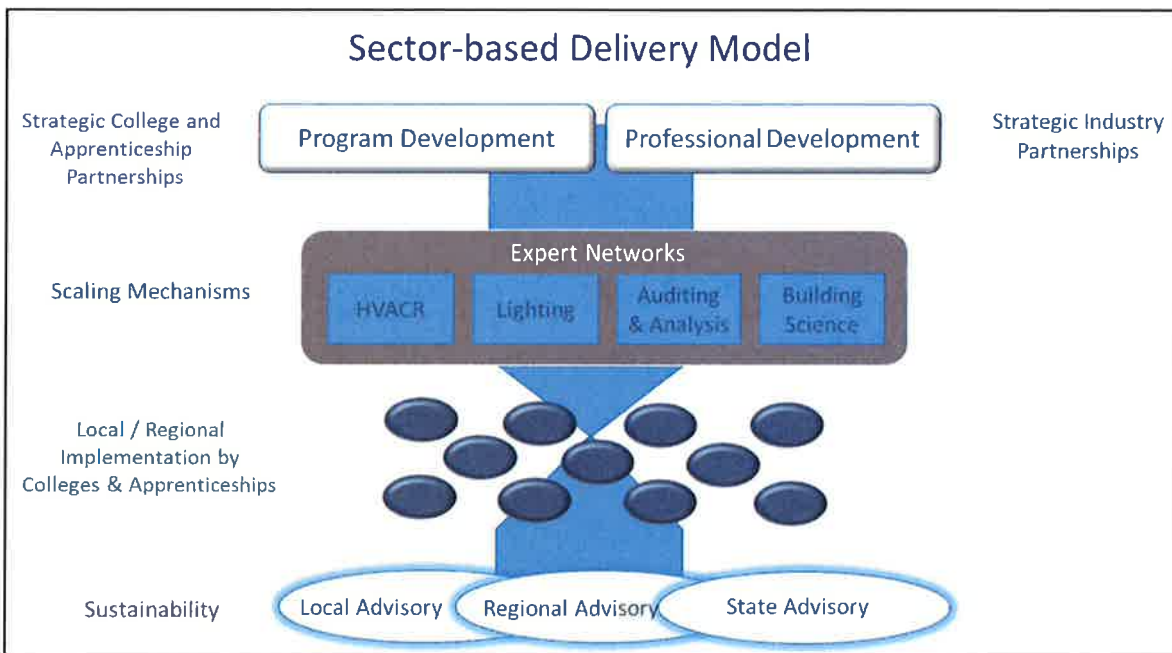 Sector-based Delivery Model
Strategic College and
Apprenticeship
Partnerships
Program Development
Professional Development
Strategic Industry
Partnerships
Scaling Mechanisms
Expert Networks
HVACR
Lighting
Auditing
& Analysis
Building
Science
Local / Regional
Implementation by
Colleges & Apprenticeships
Sustainability
Local Advisory
Regional Advisory
State Advisory